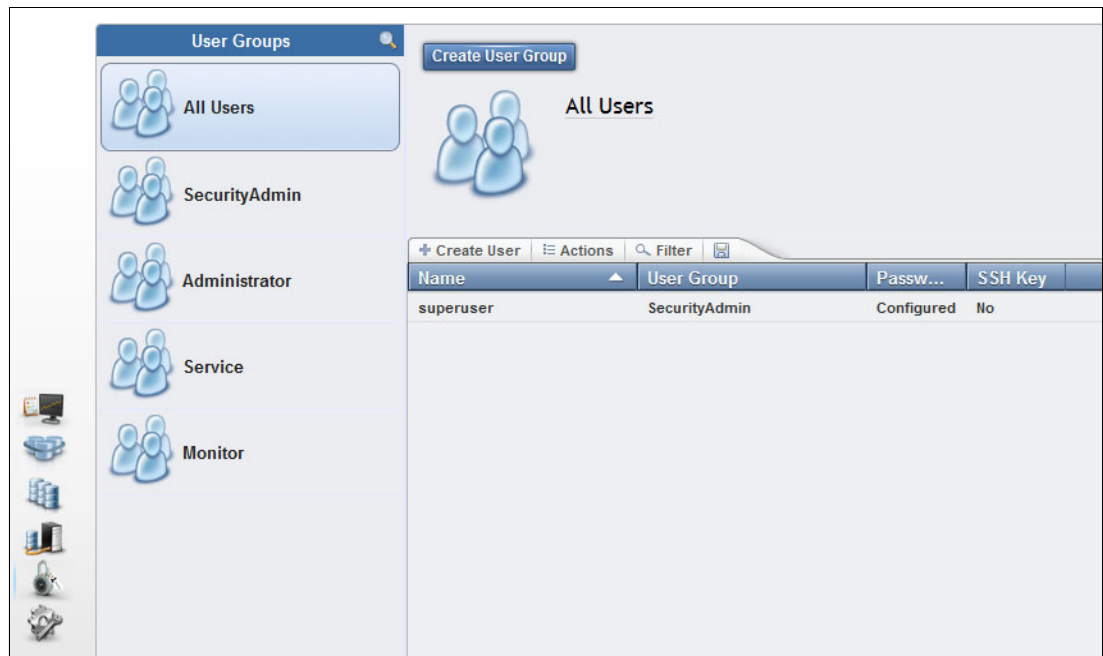 User Groups
All Users
SecurityAdmin
Administrator
Service
Monitor
Create User Group
All Users
Create User Actions Filter
Name User Group Passw... SSH Key
superuser SecurityAdmin Configured No